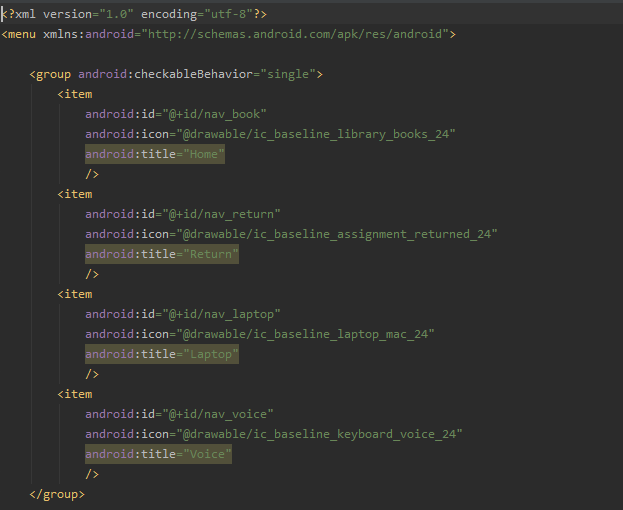 <?xml version="1.0" encoding="utf-8"?>
<menu xmlns:android="http://schemas.android.com/apk/res/android">

    <group android:checkableBehavior="single">
        <item
            android:id="@+id/nav_book"
            android:icon="@drawable/ic_baseline_library_books_24"
            android:title="Home"
            />
        <item
            android:id="@+id/nav_return"
            android:icon="@drawable/ic_baseline_assignment_returned_24"
            android:title="Return"
            />
        <item
            android:id="@+id/nav_laptop"
            android:icon="@drawable/ic_baseline_laptop_mac_24"
            android:title="Laptop"
            />
        <item
            android:id="@+id/nav_voice"
            android:icon="@drawable/ic_baseline_keyboard_voice_24"
            android:title="Voice"
            />
    </group>